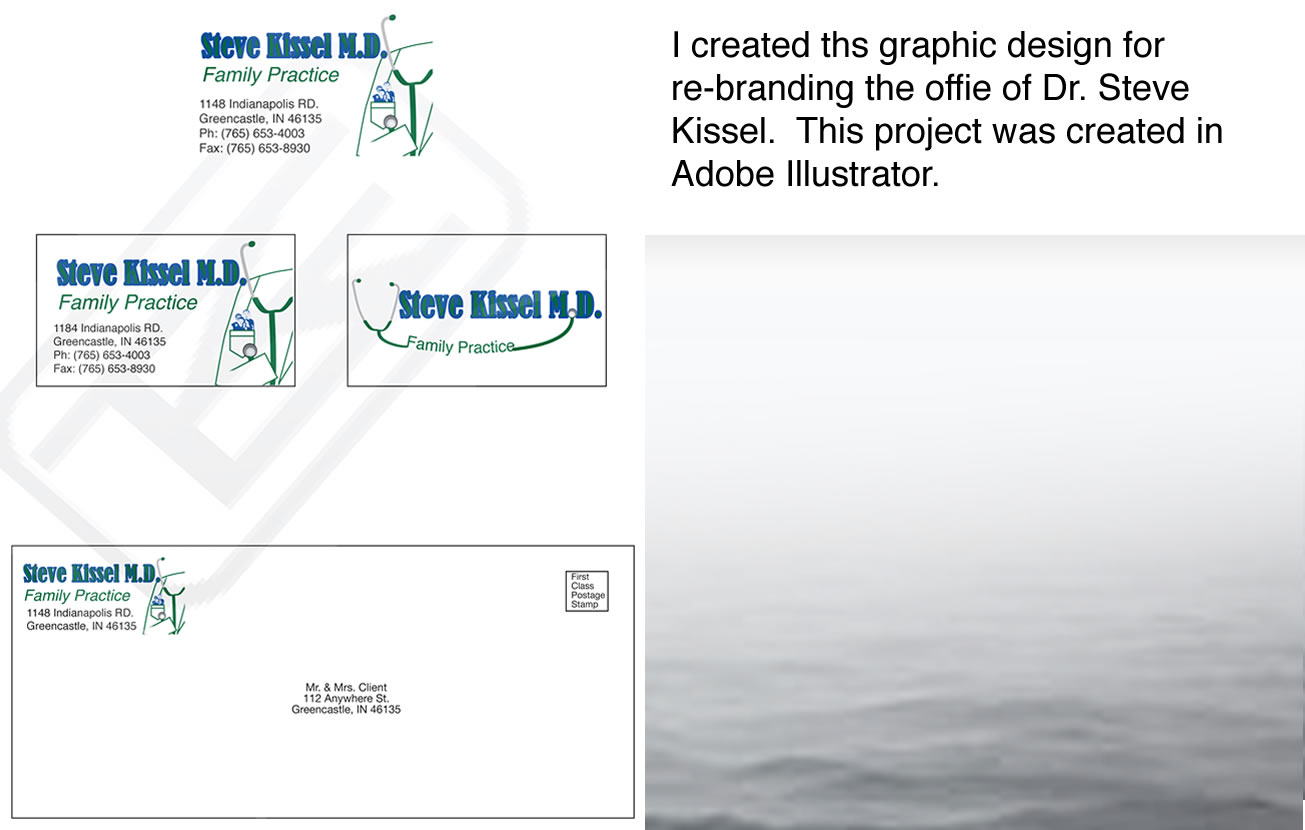 Steve Kissel M.D.
Family Practice
1148 Indianapolis RD.
Greencastle, IN 46135
Ph: (765) 653-4003
Fax: (765) 653-8930
I created ths graphic design for
re-branding the offie of Dr. Steve
Kissel.  This project was created in
Adobe Illustrator.
Steve Kissel M.D.
Family Practice
1184 Indianapolis RD.
Greencastle, IN 46135
Ph: (765) 653-4003
Fax: (765) 653-8930
Steve Kissel M.D.
Family Practice
Steve Kissel M.D.
Family Practice
1148 Indianapolis RD.
Greencastle, IN 46135
First
Class
Postage
Stamp
Mr. & Mrs. Client
112 Anywhere St.
Greencastle, IN 46135